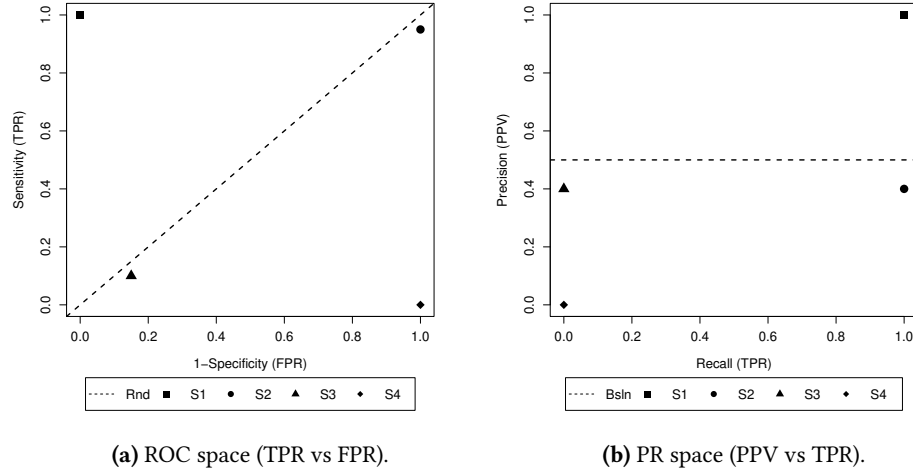 1.0
0.8
0.6
0.4
0.2
0.0
Sensitivity (TPR)
0.0 0.2 0.4 0.6 0.8 1.0
1-Specificity (FPR)
Rnd S1 S2 S3 S4
(a) ROC space (TPR vs FPR).
1.0
0.8
0.6
0.4
0.2
0.0
Precision (PPV)
0.0 0.2 0.4 0.6 0.8 1.0
Recall (TPR)
Bsln S1 S2 S3 S4
(b) PR space (PPV vs TPR).